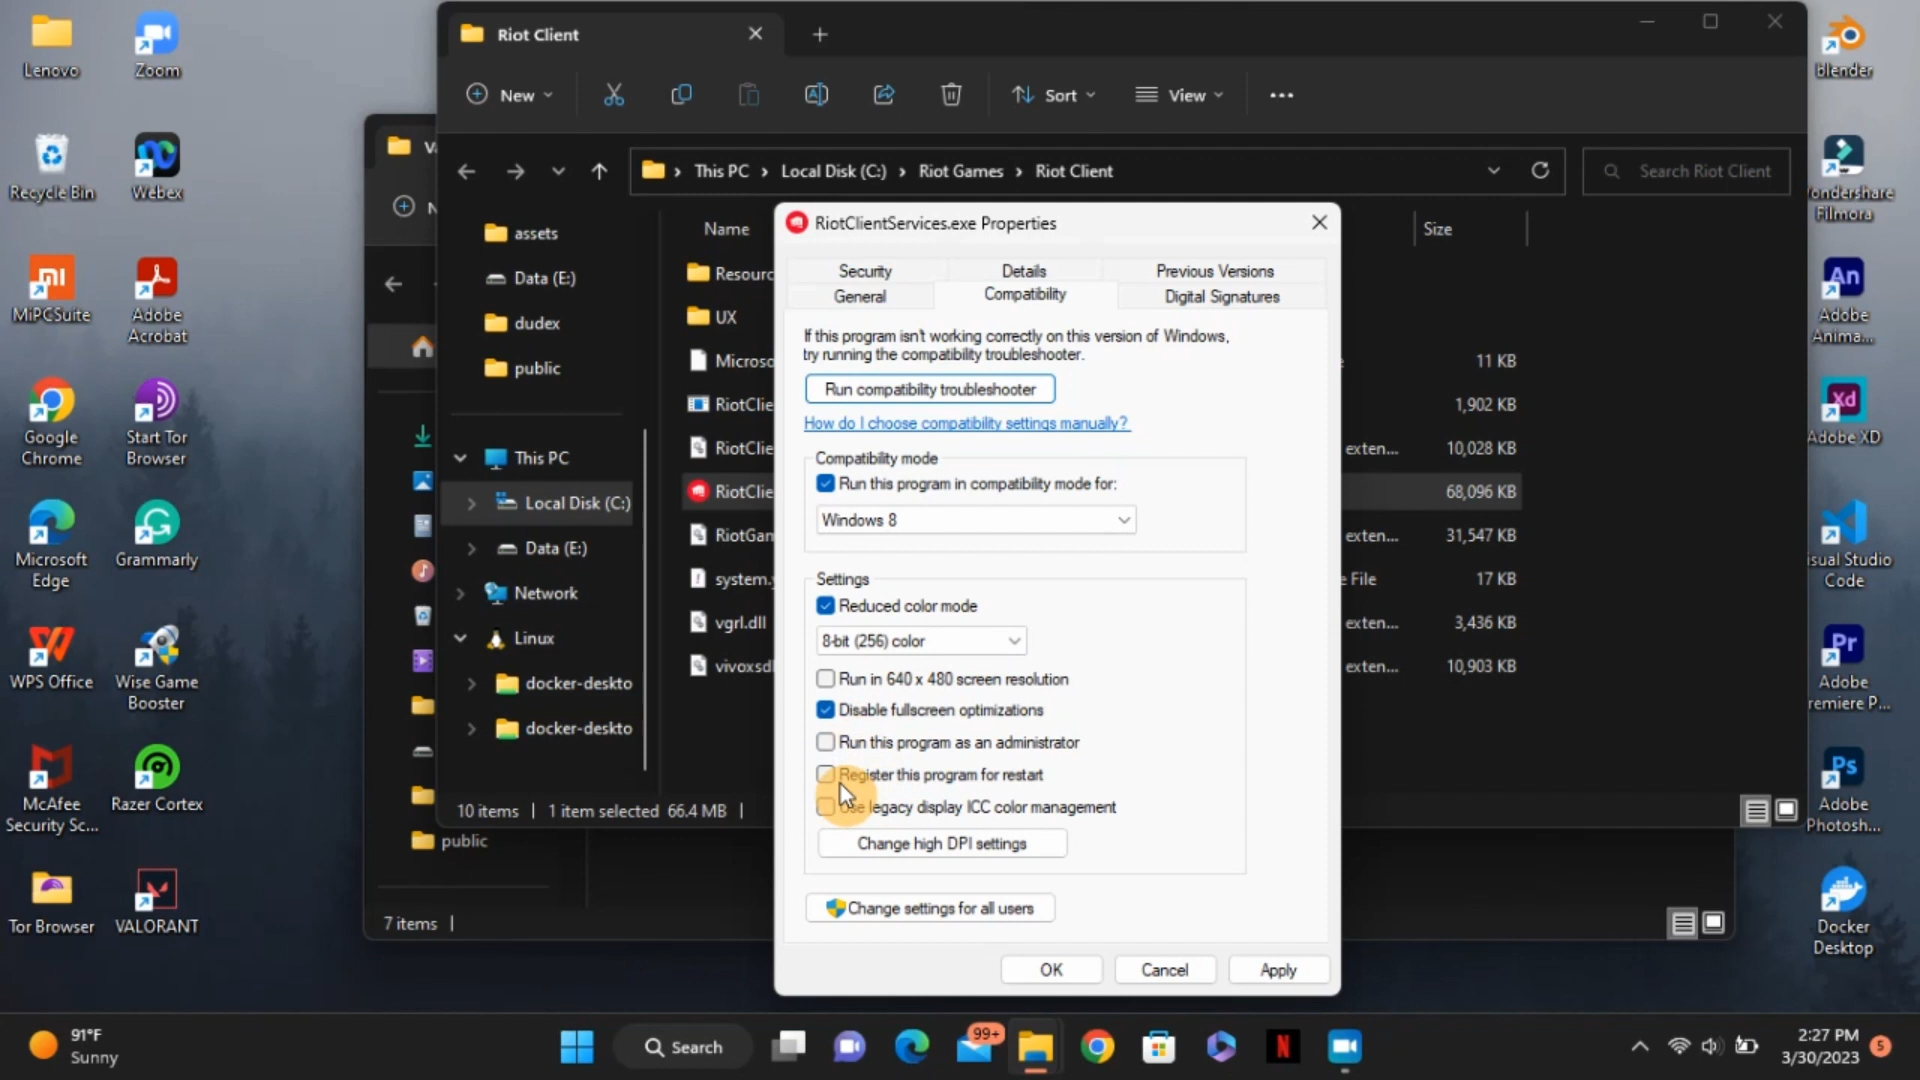 Lenovo
Zoom
Recycle Bin
Webex
MiPCSuite
Adobe
Acrobat
Google
Chrome
Start Tor
Browser
Microsoft
Edge
Grammarly
WPS Office
Wise Game
Booster
McAfee
Security Sc...
Razer Cortex
Tor Browser
VALORANT
Riot Client
New
Sort
View
This PC
Local Disk (C:)
Riot Games
Riot Client
Search Riot Client
assets
Data (E:)
dudex
public
This PC
Local Disk (C:)
Data (E:)
Network
Linux
docker-deskto
docker-deskto
10 items
1 item selected 66.4 MB
public
7 items
Name
Size
Resourc
UX
Microso
11 KB
RiotClie
1,902 KB
RiotClie
exten...
10,028 KB
RiotClie
68,096 KB
RiotGan
exten...
31,547 KB
system.y
e File
17 KB
vgrl.dll
exten...
3,436 KB
vivoxsdl
exten...
10,903 KB
RiotClientServices.exe Properties
Security
Details
Previous Versions
General
Compatibility
Digital Signatures
If this program isn't working correctly on this version of Windows,
try running the compatibility troubleshooter.
Run compatibility troubleshooter
How do I choose compatibility settings manually?
Compatibility mode
Run this program in compatibility mode for:
Windows 8
Settings
Reduced color mode
8-bit (256) color
Run in 640 x 480 screen resolution
Disable fullscreen optimizations
Run this program as an administrator
Register this program for restart
Use legacy display ICC color management
Change high DPI settings
Change settings for all users
OK
Cancel
Apply
blender
An
ondershare
Filmora
Adobe
Anima...
Xd
Adobe XD
isual Studio
Code
Pr
Adobe
remiere P...
Ps
Adobe
Photosh...
Docker
Desktop
91°F
Sunny
Search
99+
N
2:27 PM
3/30/2023
5